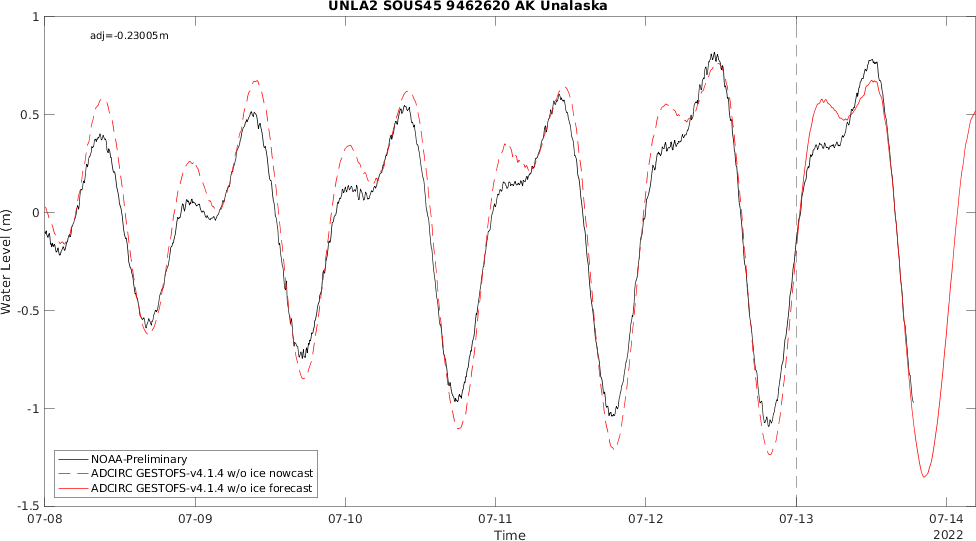 UNLA2 SOUS45 9462620 AK Unalaska
adj=-0.23005m
1
0.5
0
-0.5
-1
-1.5
Water Level (m)
NOAA-Preliminary
ADCIRC GESTOFS-v4.1.4 w/o ice nowcast
ADCIRC GESTOFS-v4.1.4 w/o ice forecast
07-08 07-09 07-10 07-11 07-12 07-13 07-14
Time
2022